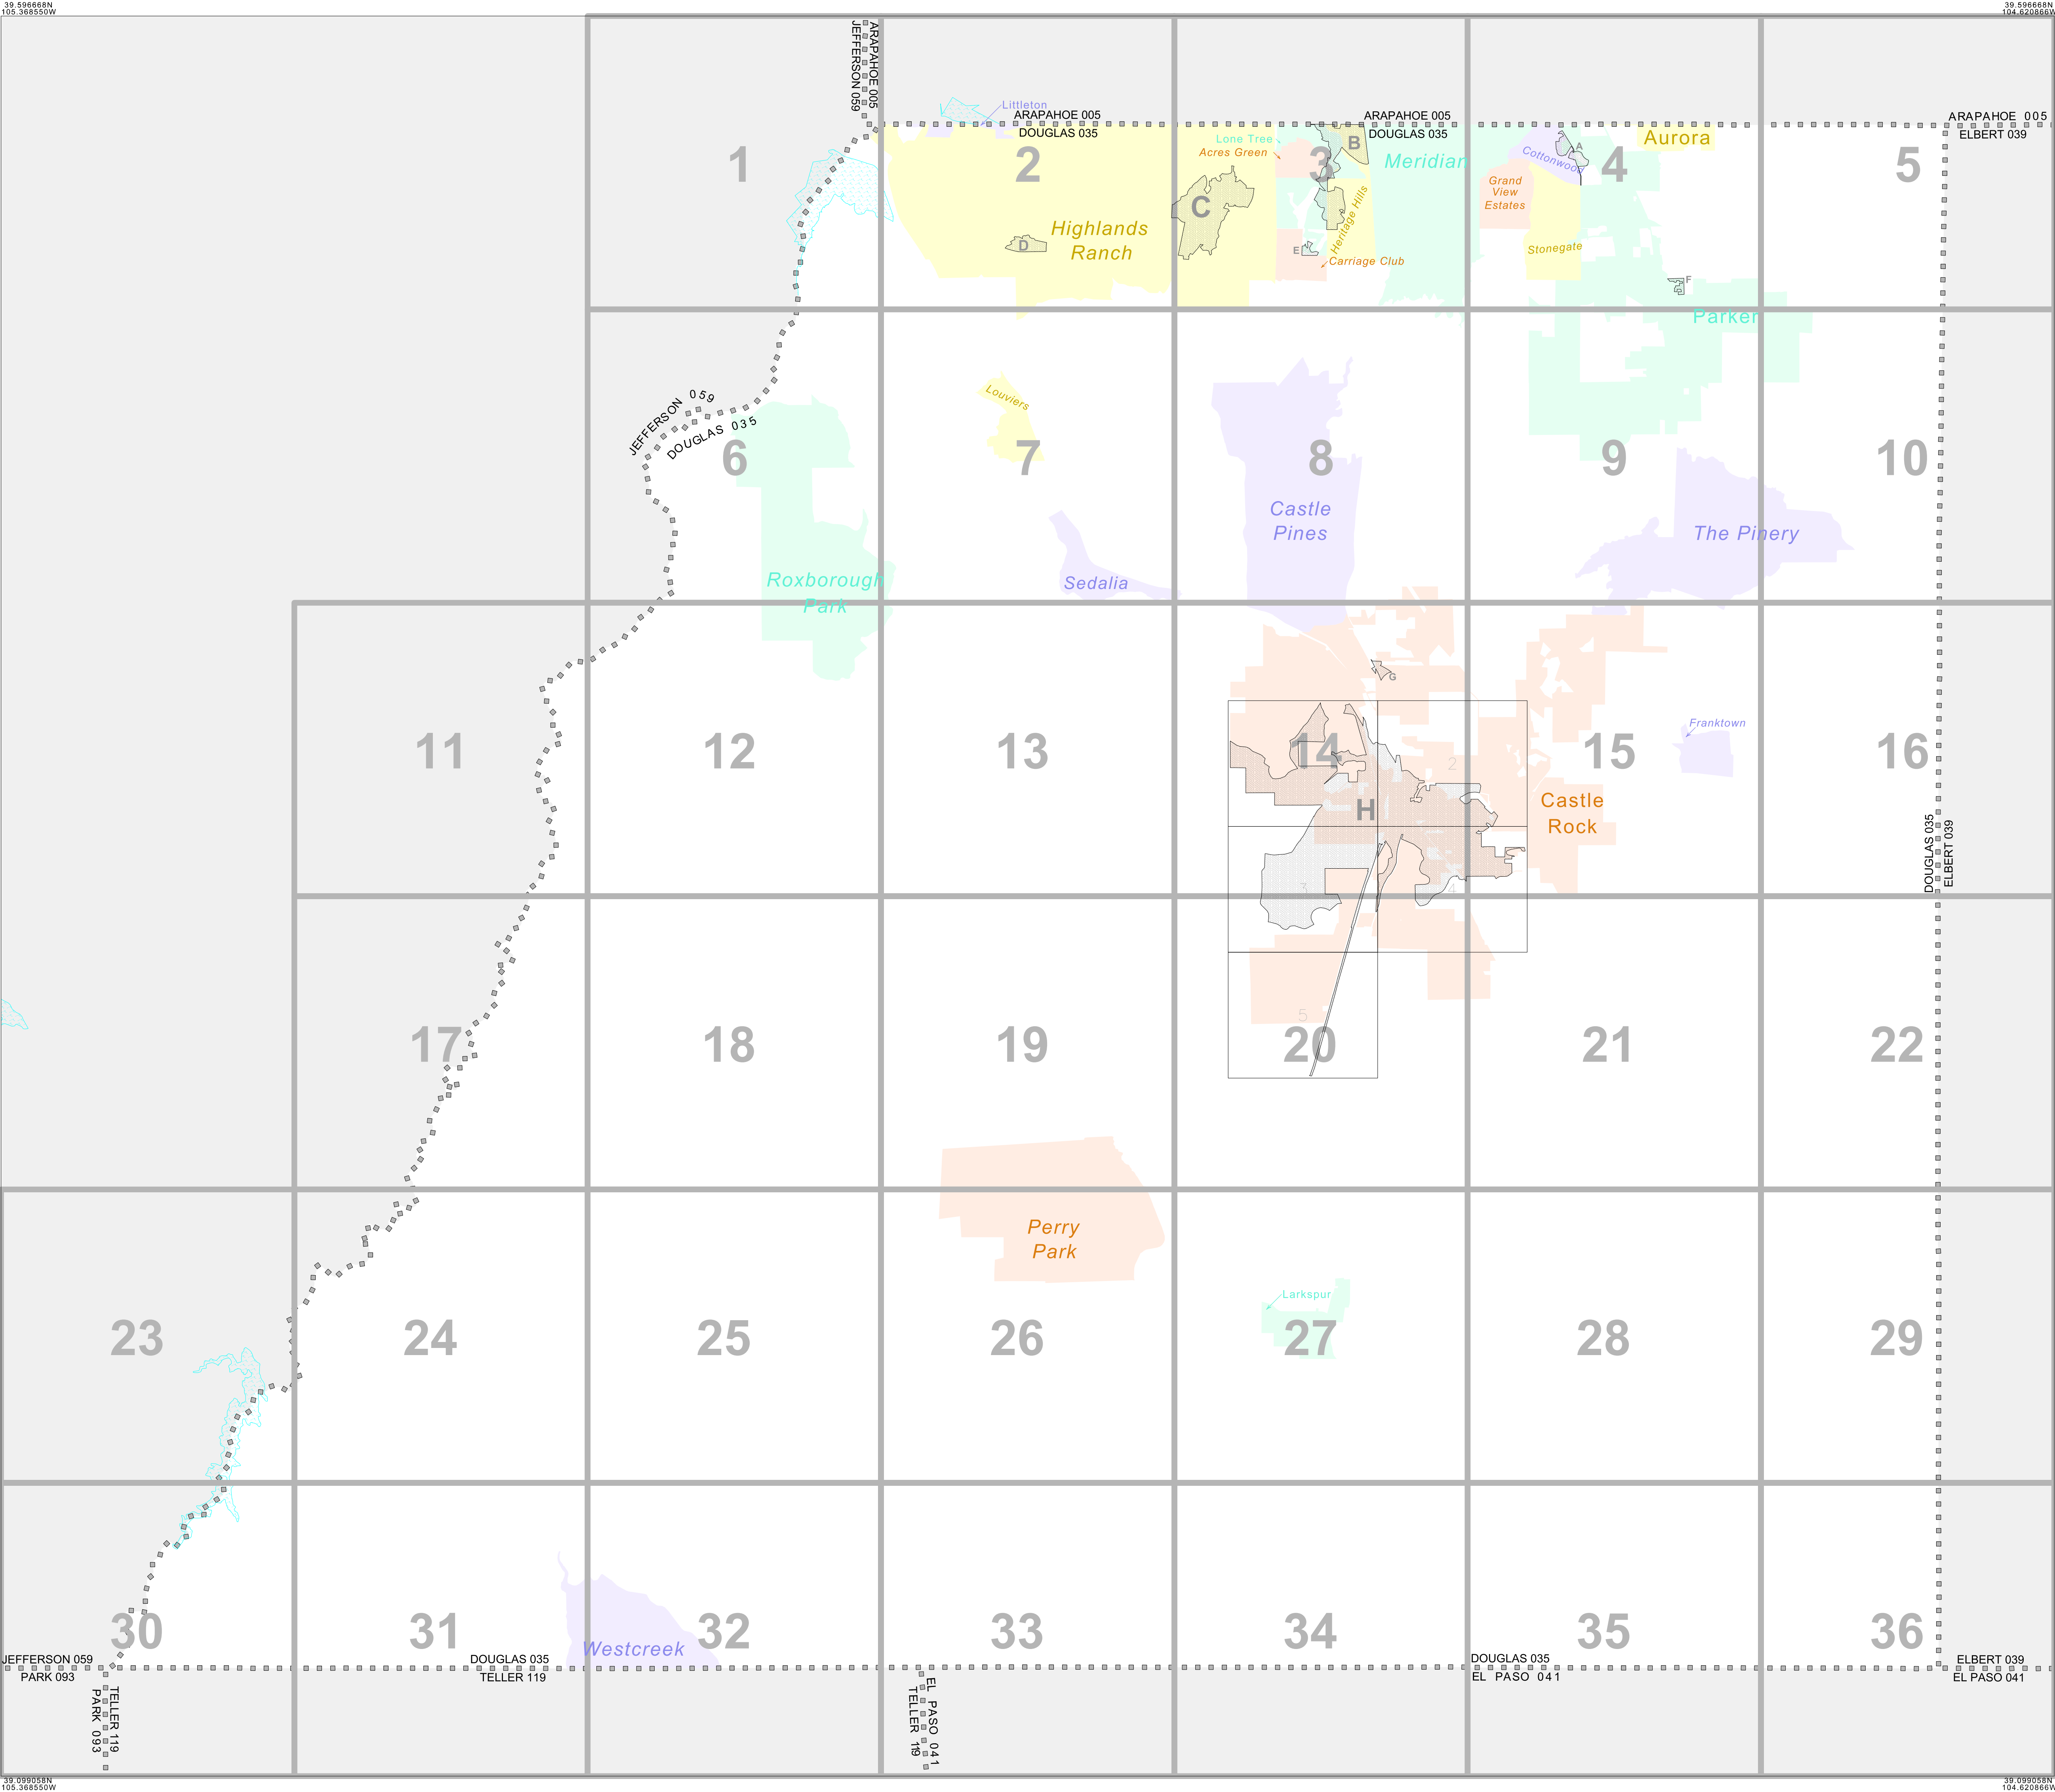 39.596668N
105.368550W
39.596668N
104.620866W
JEFFERSON 059
ARAPAHOE 005
Littleton
ARAPAHOE 005
DOUGLAS 035
ARAPAHOE 005
DOUGLAS 035
ARAPAHOE 005
ELBERT 039
1
2
Lone Tree
Acres Green
3
B
Meridian
Cottonwood
A
Aurora
4
5
Grand
View
Estates
C
Highlands
Ranch
D
Heritage Hills
E
Carriage Club
Stonegate
F
Parker
JEFFERSON 059
DOUGLAS 035
Louviers
6
7
8
9
10
Castle
Pines
The Pinery
Roxborough
Park
Sedalia
G
Franktown
11
12
13
14
2
15
16
H
Castle
Rock
DOUGLAS 035
ELBERT 039
3
4
5
17
18
19
20
21
22
Perry
Park
Larkspur
23
24
25
26
27
28
29
30
31
32
33
34
35
36
Westcreek
JEFFERSON 059
PARK 093
DOUGLAS 035
TELLER 119
DOUGLAS 035
EL PASO 041
ELBERT 039
EL PASO 041
PARK 093
TELLER 119
TELLER 119
EL PASO 041
39.099058N
105.368550W
39.099058N
104.620866W